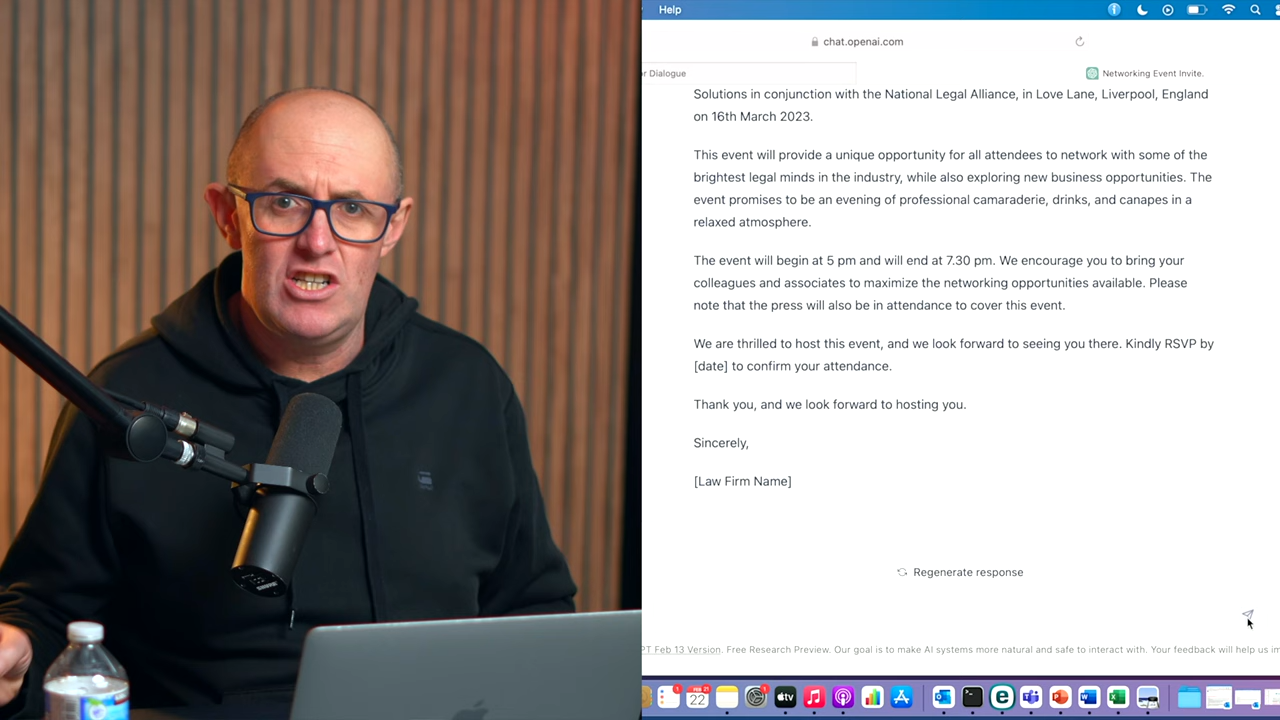 Help
chat.openai.com
r Dialogue
Networking Event Invite.
Solutions in conjunction with the National Legal Alliance, in Love Lane, Liverpool, England
on 16th March 2023.
This event will provide a unique opportunity for all attendees to network with some of the
brightest legal minds in the industry, while also exploring new business opportunities. The
event promises to be an evening of professional camaraderie, drinks, and canapes in a
relaxed atmosphere.
The event will begin at 5 pm and will end at 7.30 pm. We encourage you to bring your
colleagues and associates to maximize the networking opportunities available. Please
note that the press will also be in attendance to cover this event.
We are thrilled to host this event, and we look forward to seeing you there. Kindly RSVP by
[date] to confirm your attendance.
Thank you, and we look forward to hosting you.
Sincerely,
[Law Firm Name]
Regenerate response
PT Feb 13 Version. Free Research Preview. Our goal is to make AI systems more natural and safe to interact with. Your feedback will help us im
22
tv